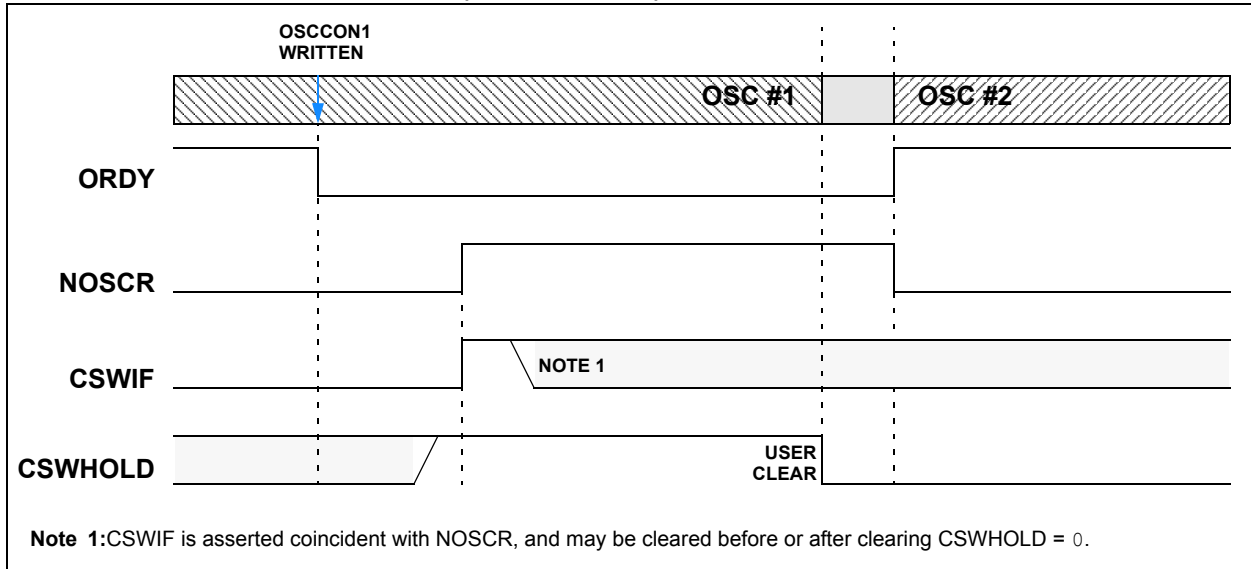 OSCCON1
WRITTEN
OSC #1
OSC #2
ORDY
NOSCR
CSWIF
NOTE 1
CSWHOLD
USER
CLEAR
Note 1:CSWIF is asserted coincident with NOSCR, and may be cleared before or after clearing CSWHOLD = 0.